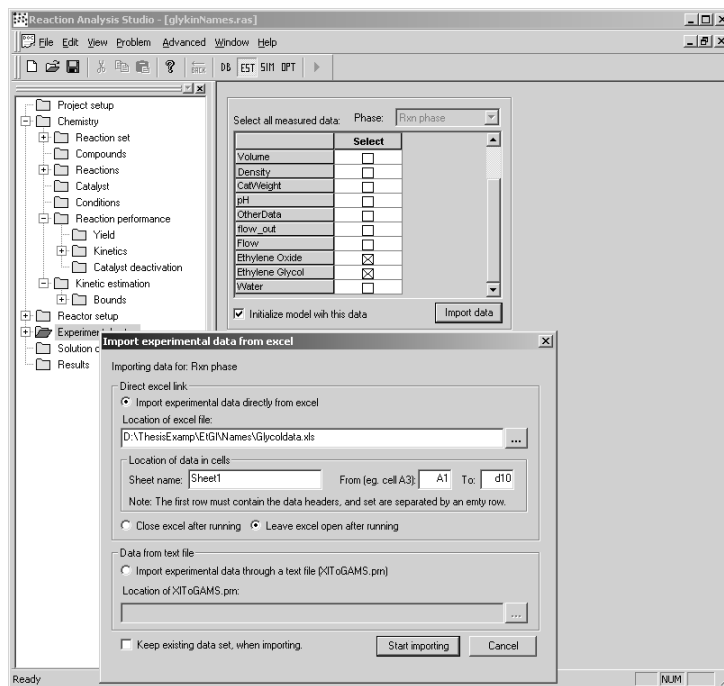 Reaction Analysis Studio - [glykinNames.ras]
File Edit View Problem Advanced Window Help
BACK DB EST SIM OPT
Project setup
Chemistry
Reaction set
Compounds
Reactions
Catalyst
Conditions
Reaction performance
Yield
Kinetics
Catalyst deactivation
Kinetic estimation
Bounds
Reactor setup
Experimental
Solution
Results
Select all measured data: Phase: Rxn phase
Select
Volume
Density
CatWeight
pH
OtherData
flow_out
Flow
Ethylene Oxide
Ethylene Glycol
Water
Initialize model wih this data Import data
Import experimental data from excel
Importing data for: Rxn phase
Direct excel link
Import experimental data directly from excel
Location of excel file:
D:\ThesisExamp\EtGl\Names\Glycoldata.xls ...
Location of data in cells
Sheet name: Sheet1 From (eg. cell A3): A1 To: d10
Note: The first row must contain the data headers, and set are separated by an emty row.
Close excel after running Leave excel open after running
Data from text file
Import experimental data through a text file (XlToGAMS.prn)
Location of XlToGAMS.prn:
...
Keep existing data set, when importing. Start importing Cancel
Ready NUM